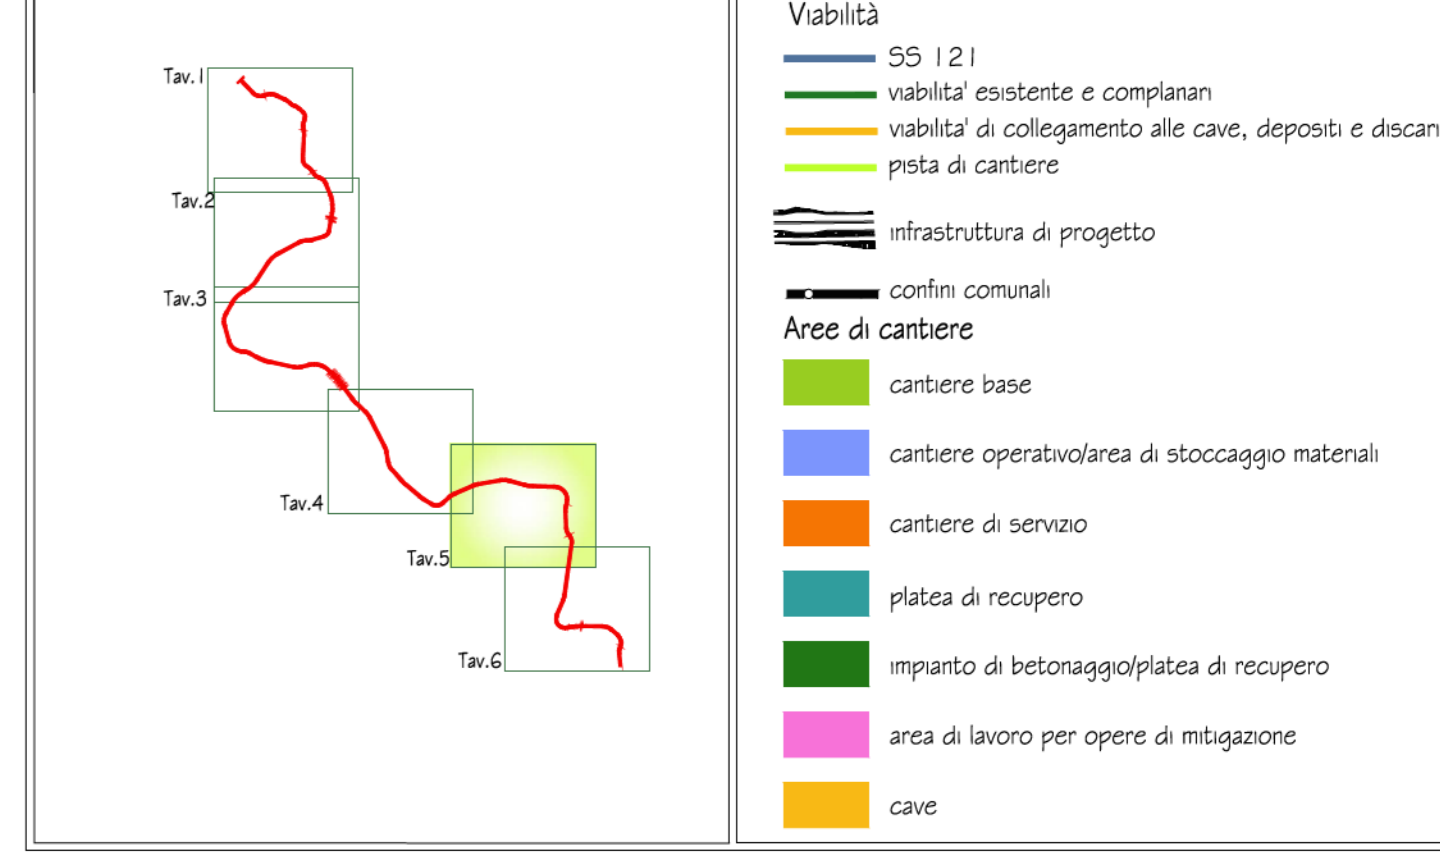 Tav.1
Tav.2
Tav.3
Tav.4
Tav.5
Tav.6
Viabilità
SS 121
viabilita' esistente e complanari
viabilita' di collegamento alle cave, depositi e discari
pista di cantiere
infrastruttura di progetto
confini comunali
Aree di cantiere
cantiere base
cantiere operativo/area di stoccaggio materiali
cantiere di servizio
platea di recupero
impianto di betonaggio/platea di recupero
area di lavoro per opere di mitigazione
cave